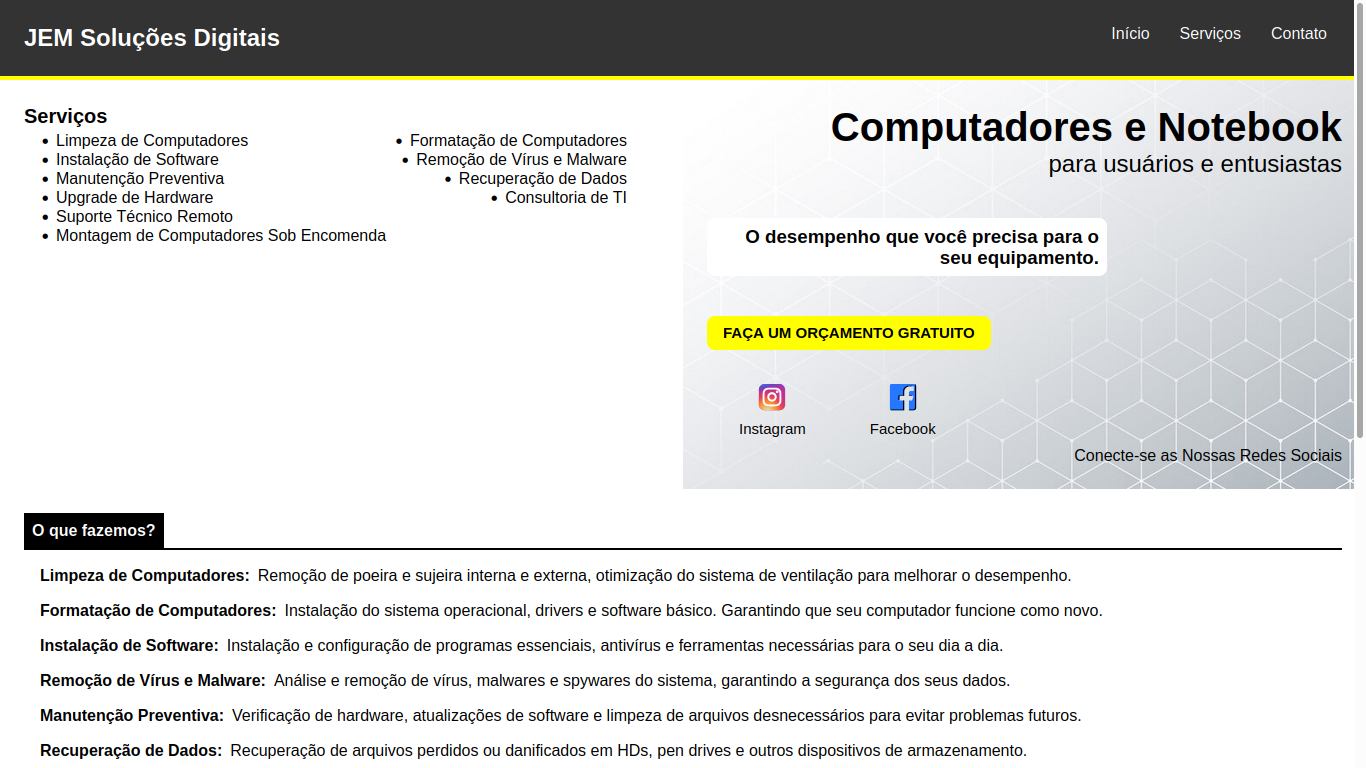 JEM Soluções Digitais
Início Serviços Contato
Serviços
Limpeza de Computadores
Instalação de Software
Manutenção Preventiva
Upgrade de Hardware
Suporte Técnico Remoto
Montagem de Computadores Sob Encomenda
Formatação de Computadores
Remoção de Vírus e Malware
Recuperação de Dados
Consultoria de TI
Computadores e Notebook
para usuários e entusiastas
O desempenho que você precisa para o
seu equipamento.
FAÇA UM ORÇAMENTO GRATUITO
Instagram Facebook
Conecte-se as Nossas Redes Sociais
O que fazemos?
Limpeza de Computadores: Remoção de poeira e sujeira interna e externa, otimização do sistema de ventilação para melhorar o desempenho.
Formatação de Computadores: Instalação do sistema operacional, drivers e software básico. Garantindo que seu computador funcione como novo.
Instalação de Software: Instalação e configuração de programas essenciais, antivírus e ferramentas necessárias para o seu dia a dia.
Remoção de Vírus e Malware: Análise e remoção de vírus, malwares e spywares do sistema, garantindo a segurança dos seus dados.
Manutenção Preventiva: Verificação de hardware, atualizações de software e limpeza de arquivos desnecessários para evitar problemas futuros.
Recuperação de Dados: Recuperação de arquivos perdidos ou danificados em HDs, pen drives e outros dispositivos de armazenamento.